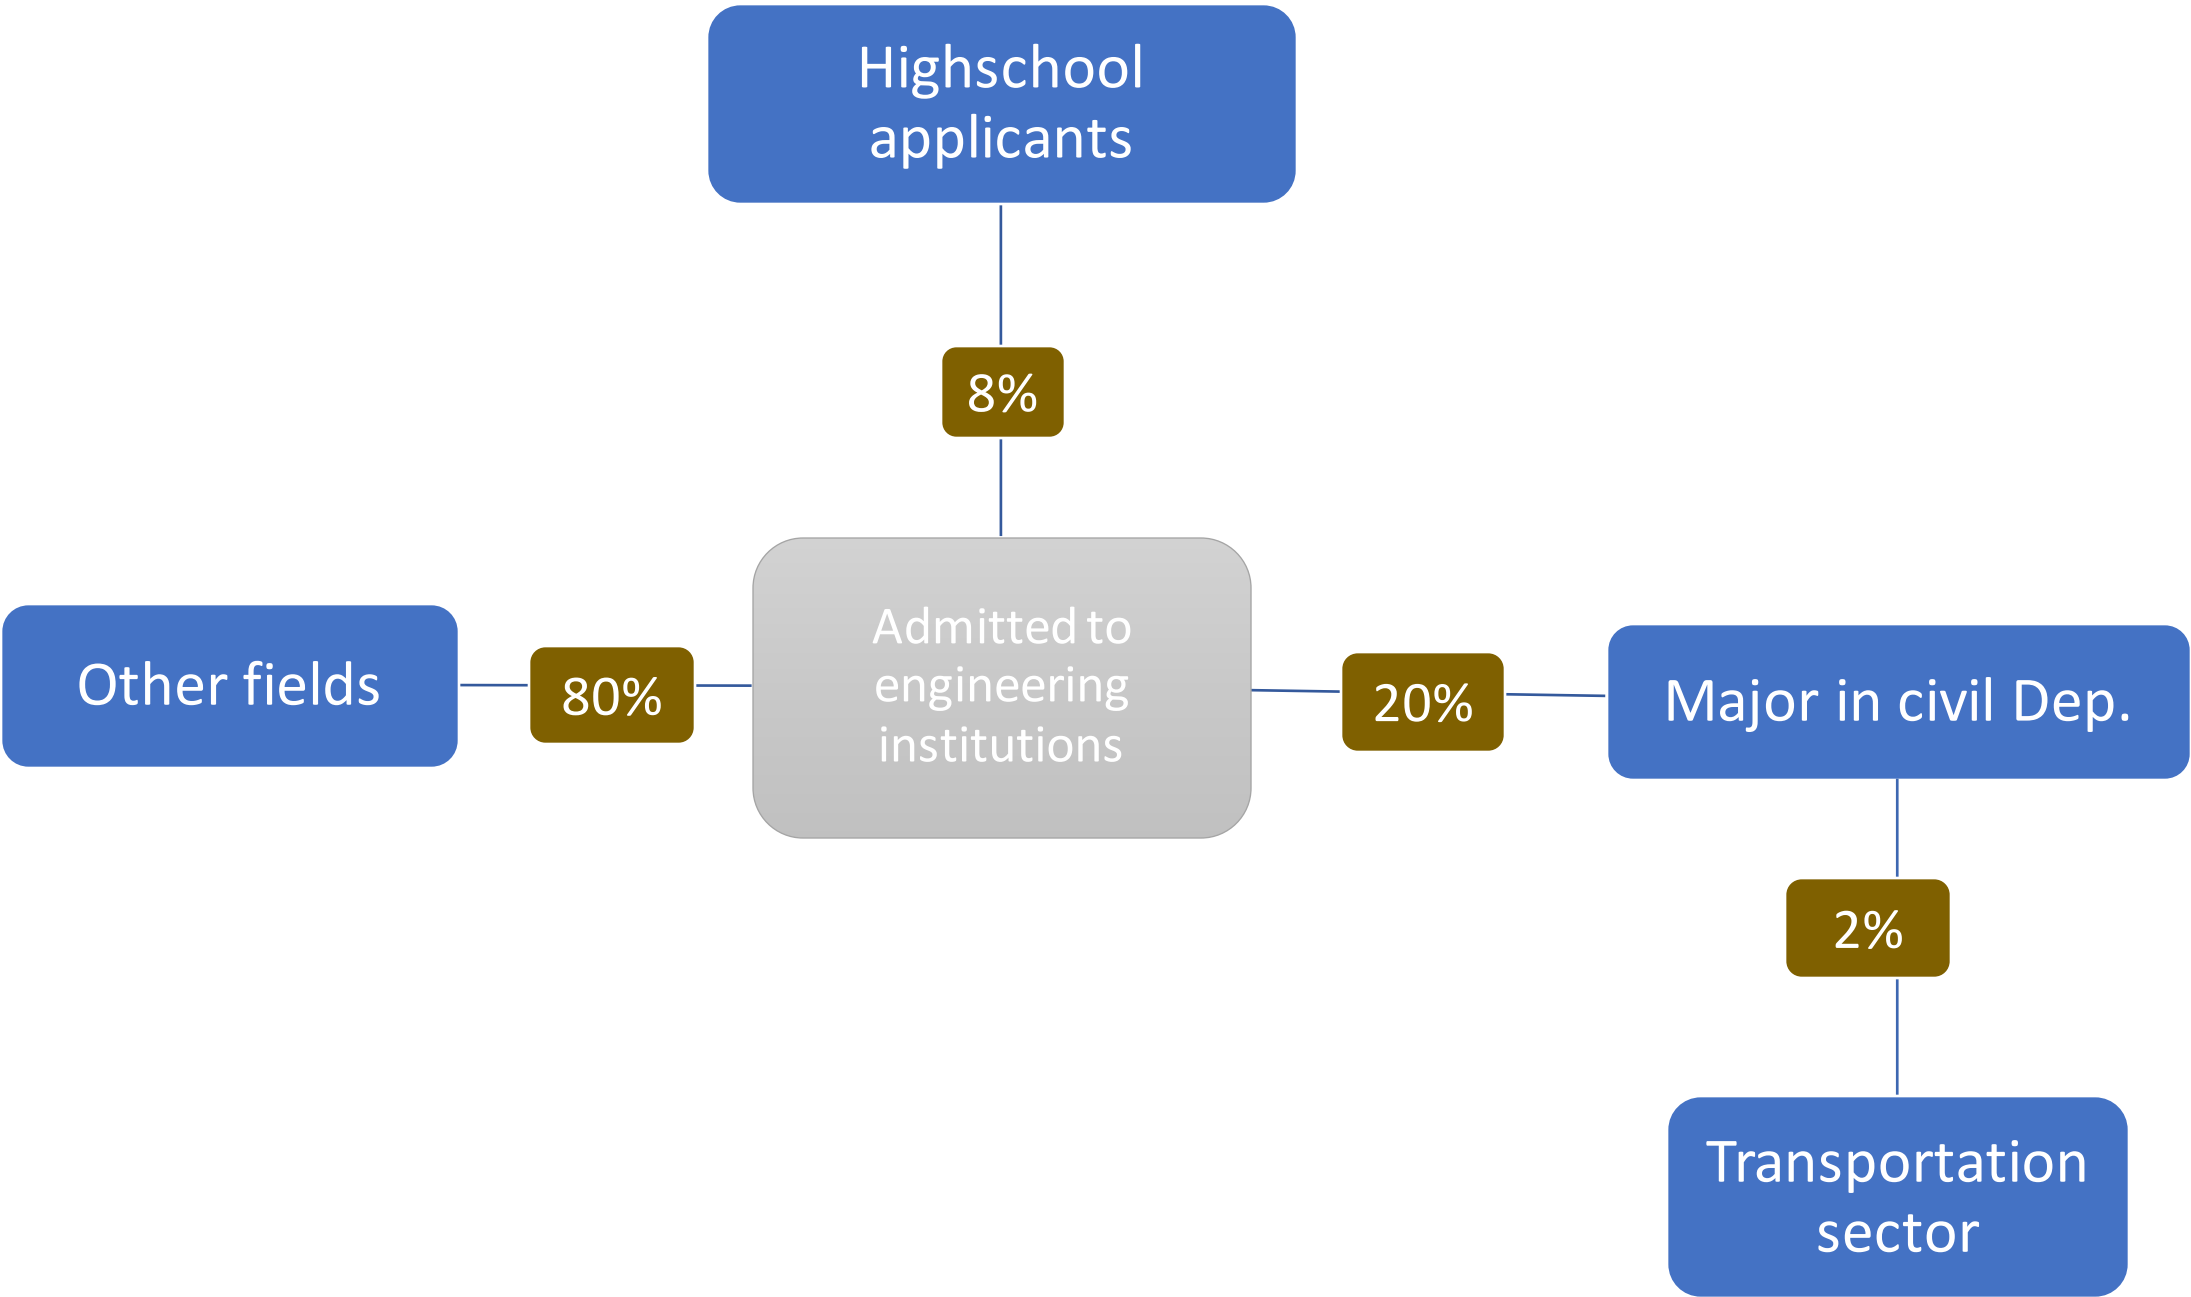 Highschool
applicants
8%
Other fields
80%
Admitted to
engineering
institutions
20%
Major in civil Dep.
2%
Transportation
sector